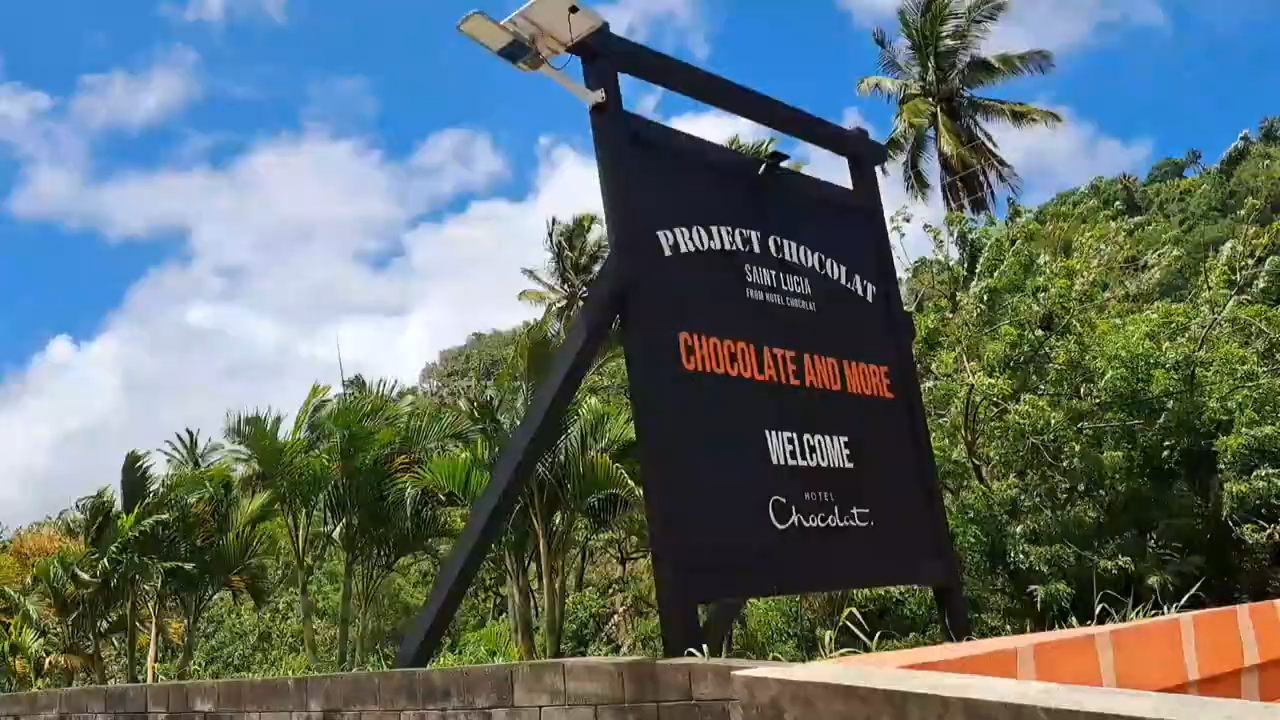 PROJECT CHOCOLAT
SAINT LUCIA
FROM HOTEL CHOCOLAT
CHOCOLATE AND MORE
WELCOME
HOTEL
Chocolat.